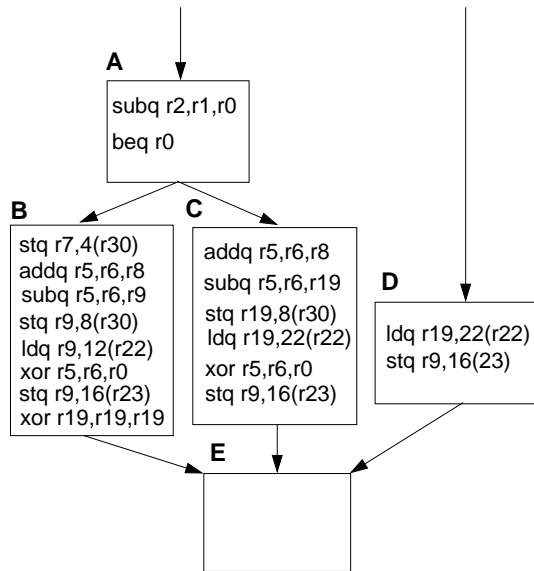 A
subq r2,r1,r0
beq r0
B
stq r7,4(r30)
addq r5,r6,r8
subq r5,r6,r9
stq r9,8(r30)
ldq r9,12(r22)
xor r5,r6,r0
stq r9,16(r23)
xor r19,r19,r19
C
addq r5,r6,r8
subq r5,r6,r19
stq r19,8(r30)
ldq r19,22(r22)
xor r5,r6,r0
stq r9,16(r23)
D
ldq r19,22(r22)
stq r9,16(23)
E